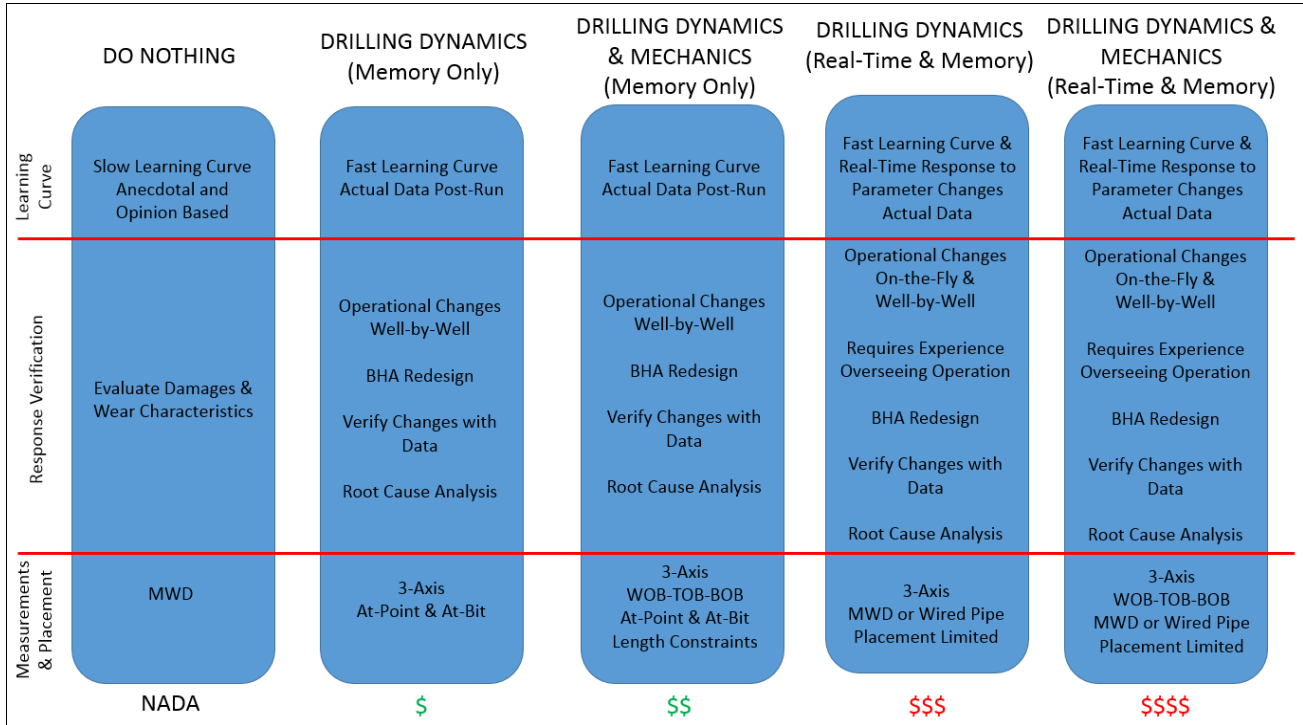 DO NOTHING
DRILLING DYNAMICS
(Memory Only)
DRILLING DYNAMICS
& MECHANICS
(Memory Only)
DRILLING DYNAMICS
(Real-Time & Memory)
DRILLING DYNAMICS &
MECHANICS
(Real-Time & Memory)
Learning
Curve
Slow Learning Curve
Anecdotal and
Opinion Based
Fast Learning Curve
Actual Data Post-Run
Fast Learning Curve
Actual Data Post-Run
Fast Learning Curve &
Real-Time Response to
Parameter Changes
Actual Data
Fast Learning Curve &
Real-Time Response to
Parameter Changes
Actual Data
Response Verification
Evaluate Damages &
Wear Characteristics
Operational Changes
Well-by-Well
BHA Redesign
Verify Changes with
Data
Root Cause Analysis
Operational Changes
Well-by-Well
BHA Redesign
Verify Changes with
Data
Root Cause Analysis
Operational Changes
On-the-Fly &
Well-by-Well
Requires Experience
Overseeing Operation
BHA Redesign
Verify Changes with
Data
Root Cause Analysis
Operational Changes
On-the-Fly &
Well-by-Well
Requires Experience
Overseeing Operation
BHA Redesign
Verify Changes with
Data
Root Cause Analysis
Measurements
& Placement
MWD
3-Axis
At-Point & At-Bit
3-Axis
WOB-TOB-BOB
At-Point & At-Bit
Length Constraints
3-Axis
MWD or Wired Pipe
Placement Limited
3-Axis
WOB-TOB-BOB
MWD or Wired Pipe
Placement Limited
NADA
$
$$
$$$
$$$$